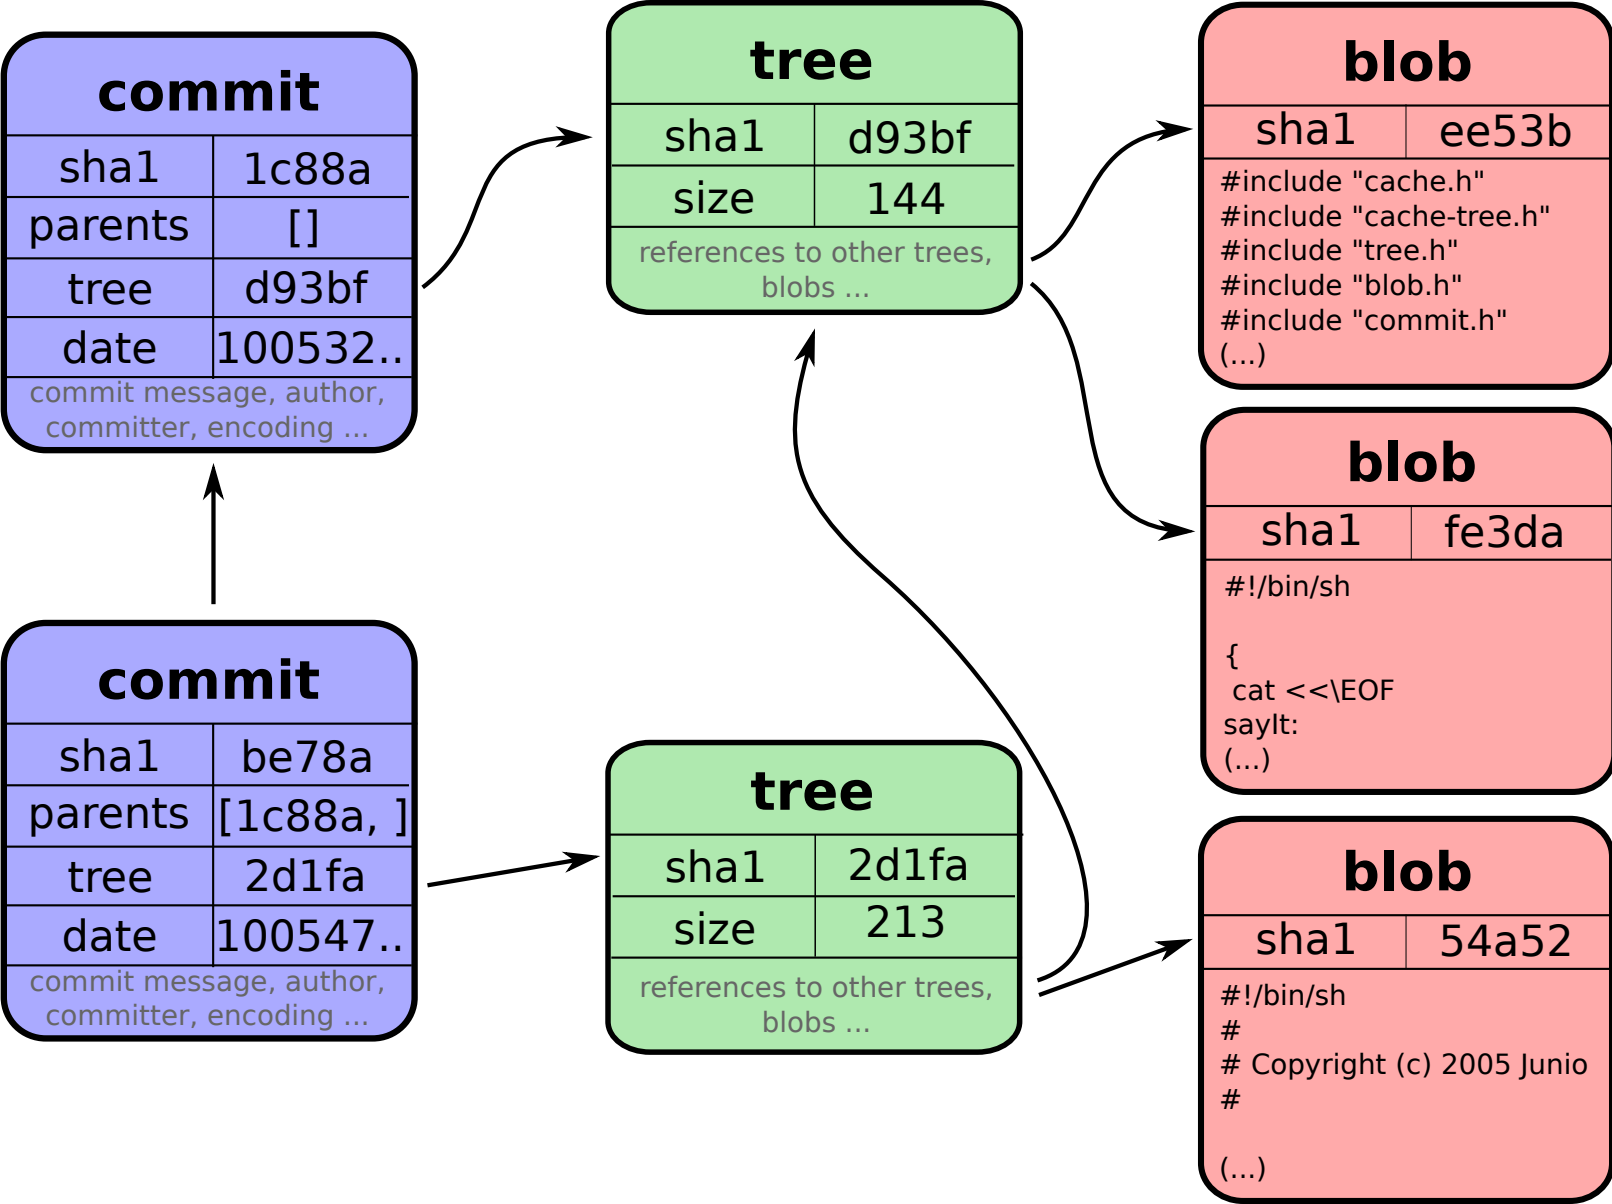 commit
sha1 1c88a
parents []
tree d93bf
date 100532..
commit message, author,
committer, encoding ...
tree
sha1 d93bf
size 144
references to other trees,
blobs ...
blob
sha1 ee53b
#include "cache.h"
#include "cache-tree.h"
#include "tree.h"
#include "blob.h"
#include "commit.h"
(...)
blob
sha1 fe3da
#!/bin/sh
{
cat <<\EOF
sayIt:
(...)
commit
sha1 be78a
parents [1c88a, ]
tree 2d1fa
date 100547..
commit message, author,
committer, encoding ...
tree
sha1 2d1fa
size 213
references to other trees,
blobs ...
blob
sha1 54a52
#!/bin/sh
#
# Copyright (c) 2005 Junio
#
(...)